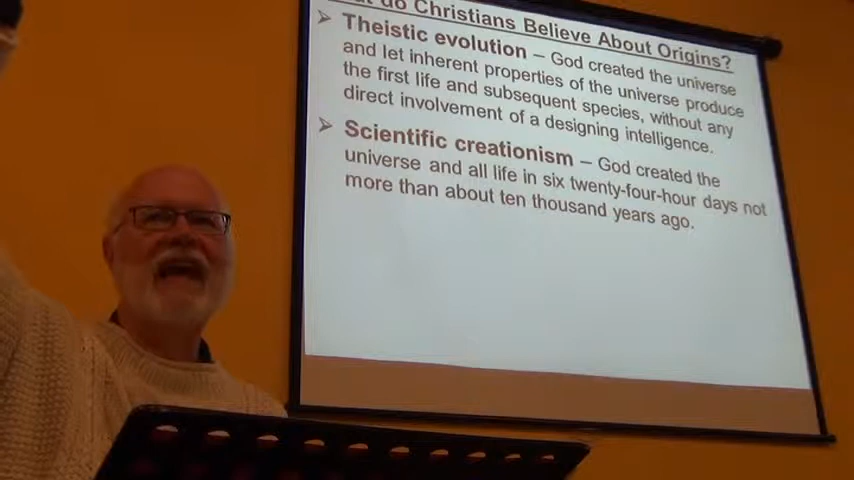 do Christians Believe About Origins?
➢ Theistic evolution – God created the universe
and let inherent properties of the universe produce
the first life and subsequent species, without any
direct involvement of a designing intelligence.
➢ Scientific creationism – God created the
universe and all life in six twenty-four-hour days not
more than about ten thousand years ago.